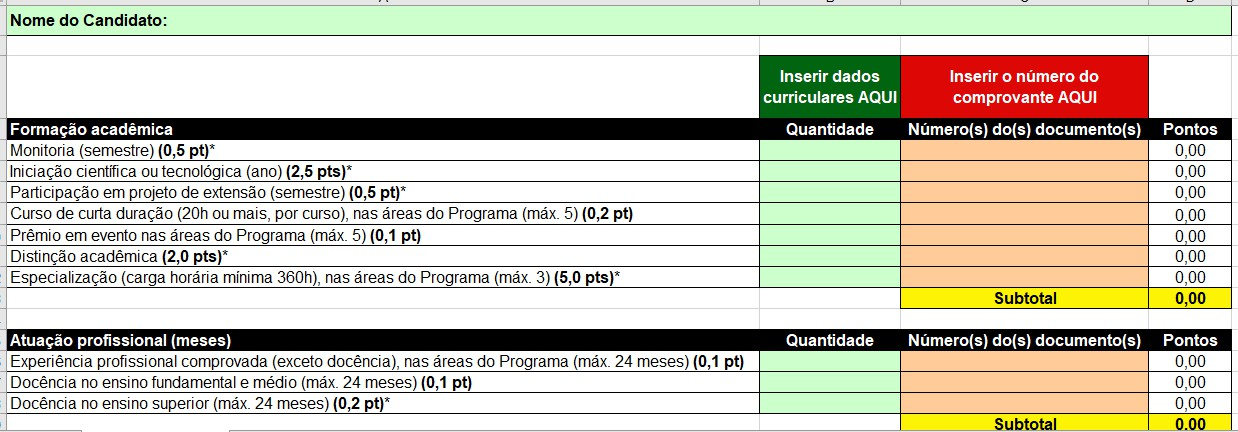 Nome do Candidato:
Inserir dados curriculares AQUI
Inserir o número do comprovante AQUI
Formação acadêmica Quantidade Número(s) do(s) documento(s) Pontos
Monitoria (semestre) (0,5 pt)* 0,00
Iniciação científica ou tecnológica (ano) (2,5 pts)* 0,00
Participação em projeto de extensão (semestre) (0,5 pt)* 0,00
Curso de curta duração (20h ou mais, por curso), nas áreas do Programa (máx. 5) (0,2 pt) 0,00
Prêmio em evento nas áreas do Programa (máx. 5) (0,1 pt) 0,00
Distinção acadêmica (2,0 pts)* 0,00
Especialização (carga horária mínima 360h), nas áreas do Programa (máx. 3) (5,0 pts)* 0,00
Subtotal 0,00
Atuação profissional (meses) Quantidade Número(s) do(s) documento(s) Pontos
Experiência profissional comprovada (exceto docência), nas áreas do Programa (máx. 24 meses) (0,1 pt) 0,00
Docência no ensino fundamental e médio (máx. 24 meses) (0,1 pt) 0,00
Docência no ensino superior (máx. 24 meses) (0,2 pt)* 0,00
Subtotal 0,00